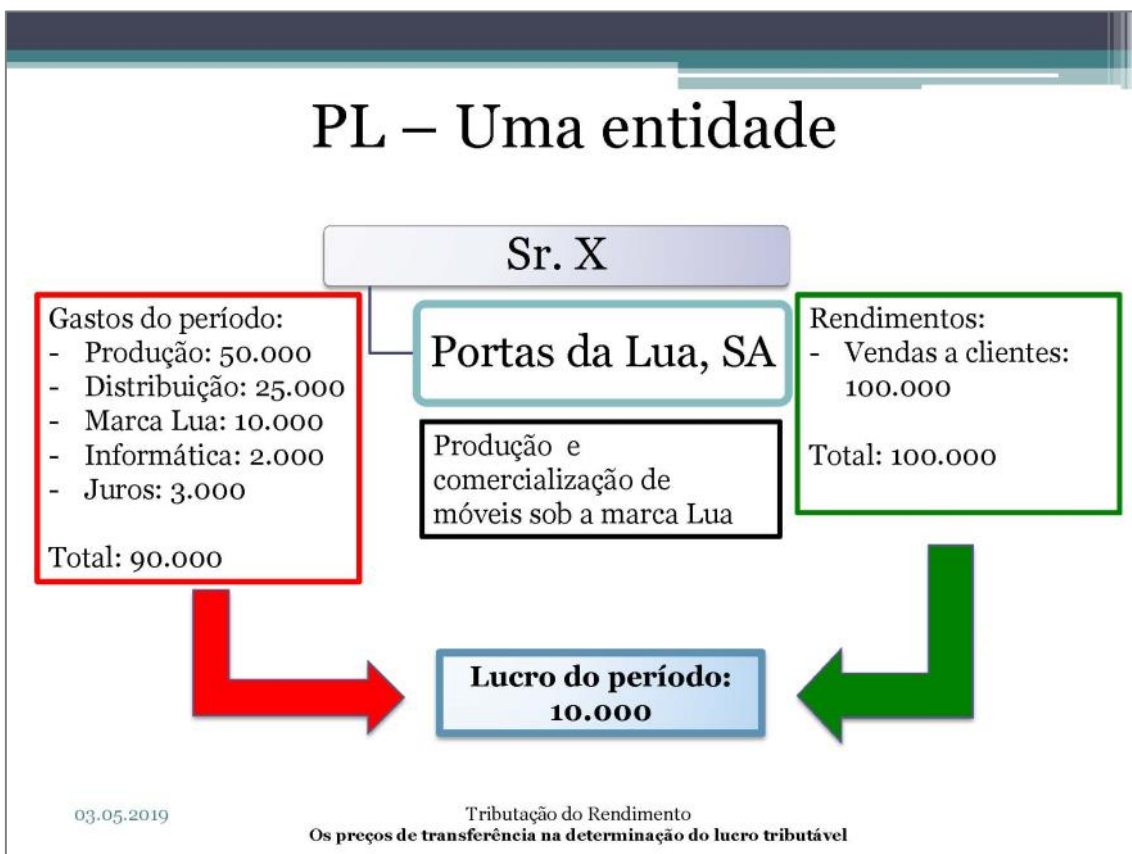 PL – Uma entidade
Sr. X
Gastos do período:
- Produção: 50.000
- Distribuição: 25.000
- Marca Lua: 10.000
- Informática: 2.000
- Juros: 3.000
Total: 90.000
Portas da Lua, SA
Produção e
comercialização de
móveis sob a marca Lua
Rendimentos:
- Vendas a clientes:
100.000
Total: 100.000
Lucro do período:
10.000
03.05.2019
Tributação do Rendimento
Os preços de transferência na determinação do lucro tributável